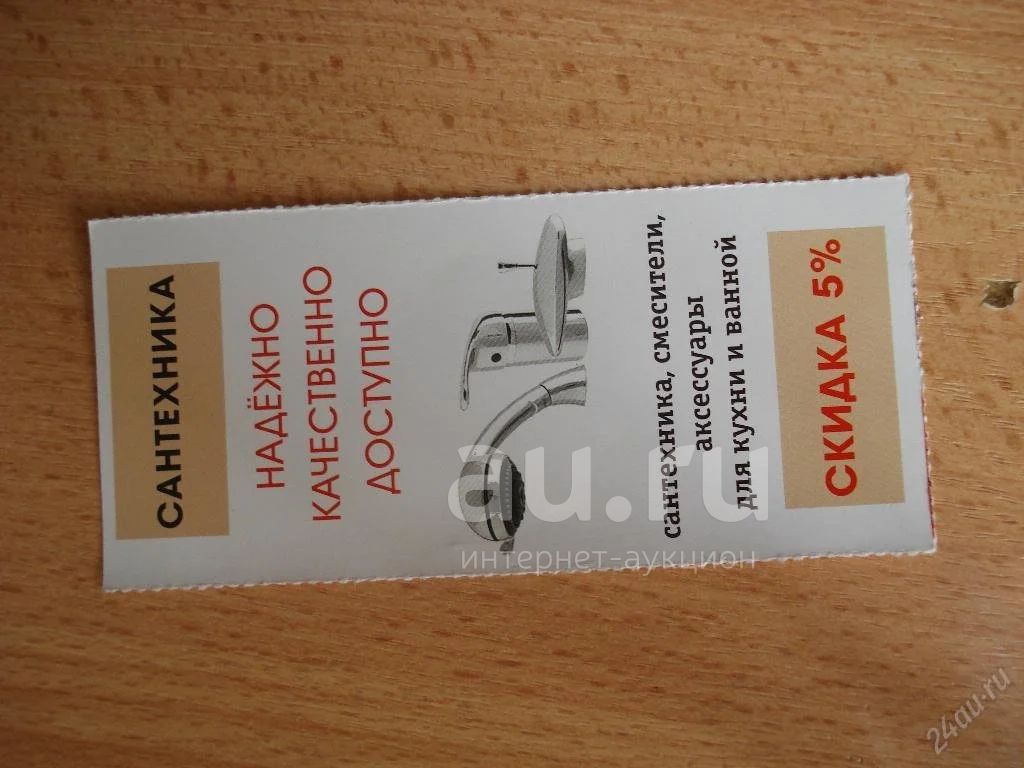 САНТЕХНИКА
НАДЁЖНО
КАЧЕСТВЕННО
ДОСТУПНО
сантехника, смесители,
аксессуары
для кухни и ванной
СКИДКА 5%
au.ru
интернет-аукцион
24au.ru